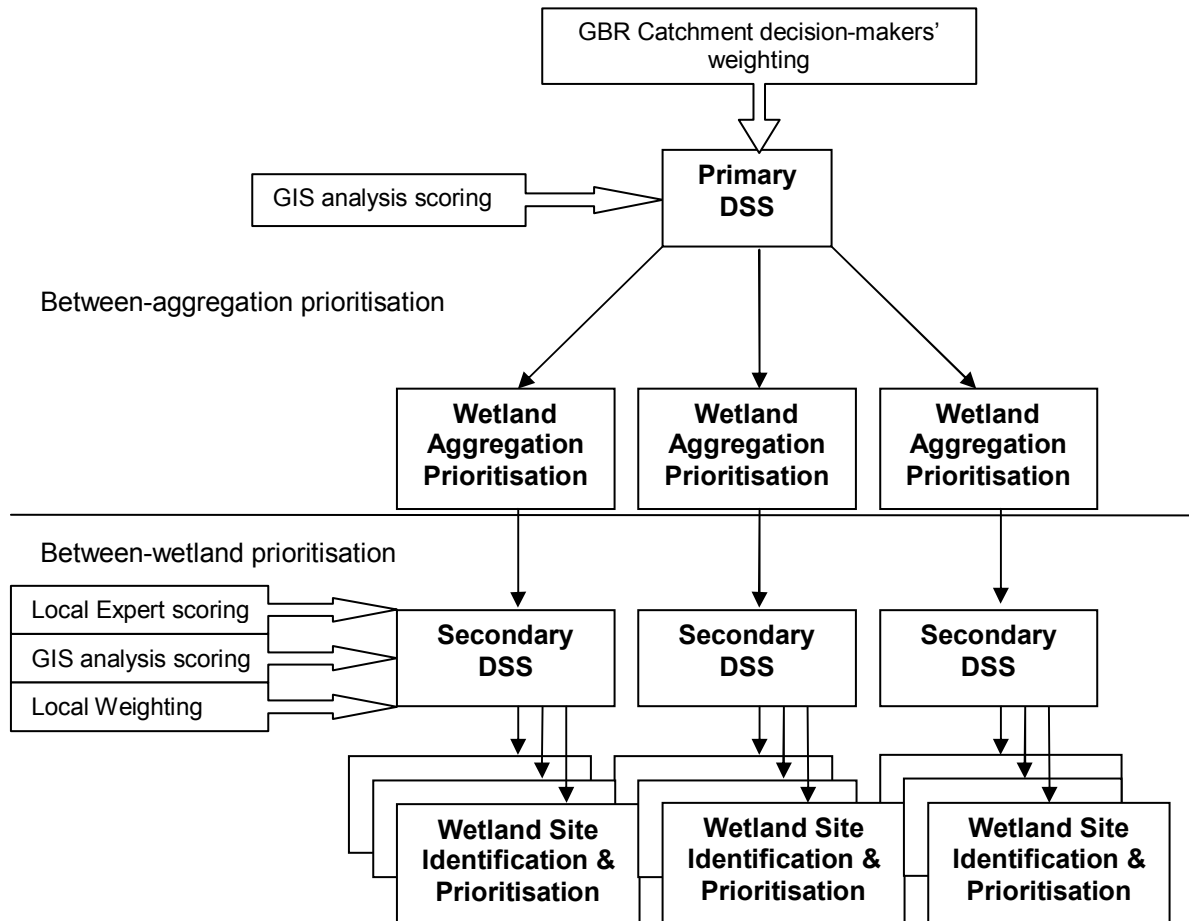 GBR Catchment decision-makers'
weighting
Primary
DSS
GIS analysis scoring
Between-aggregation prioritisation
Wetland
Aggregation
Prioritisation
Wetland
Aggregation
Prioritisation
Wetland
Aggregation
Prioritisation
Between-wetland prioritisation
Local Expert scoring
GIS analysis scoring
Local Weighting
Secondary
DSS
Secondary
DSS
Secondary
DSS
Wetland Site
Identification &
Prioritisation
Wetland Site
Identification &
Prioritisation
Wetland Site
Identification &
Prioritisation